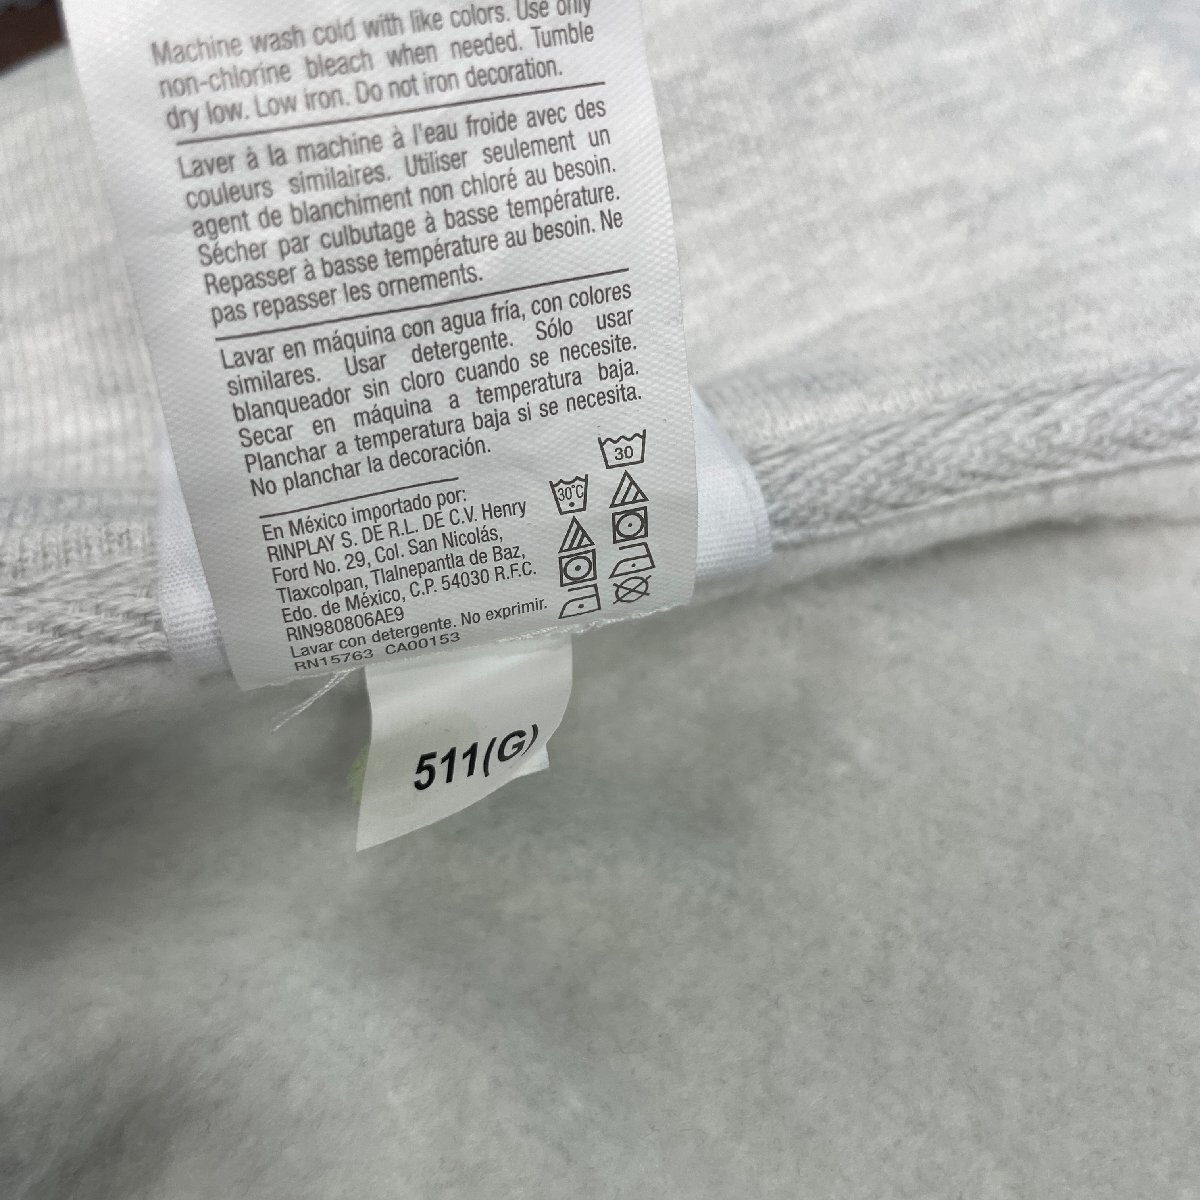 Machine wash cold with like colors. Use only
non-chlorine bleach when needed. Tumble
dry low. Low iron. Do not iron decoration.
Laver à la machine à l'eau froide avec des
couleurs similaires. Utiliser seulement un
agent de blanchiment non chloré au besoin.
Sécher par culbutage à basse température.
Repasser à basse température au besoin. Ne
pas repasser les ornements.
Lavar en máquina con agua fría, con colores
similares. Usar detergente. Sólo usar
blanqueador sin cloro cuando se necesite.
Secar en máquina a temperatura baja.
Planchar a temperatura baja si se necesita.
No planchar la decoración.
30
30°C
En México importado por:
RINPLAY S. DE R.L. DE C.V. Henry
Ford No. 29, Col. San Nicolás,
Tlaxcolpan, Tlalnepantla de Baz,
Edo. de México, C.P. 54030 R.F.C.
RIN980806AE9
Lavar con detergente. No exprimir.
RN15763 CA00153
511(G)